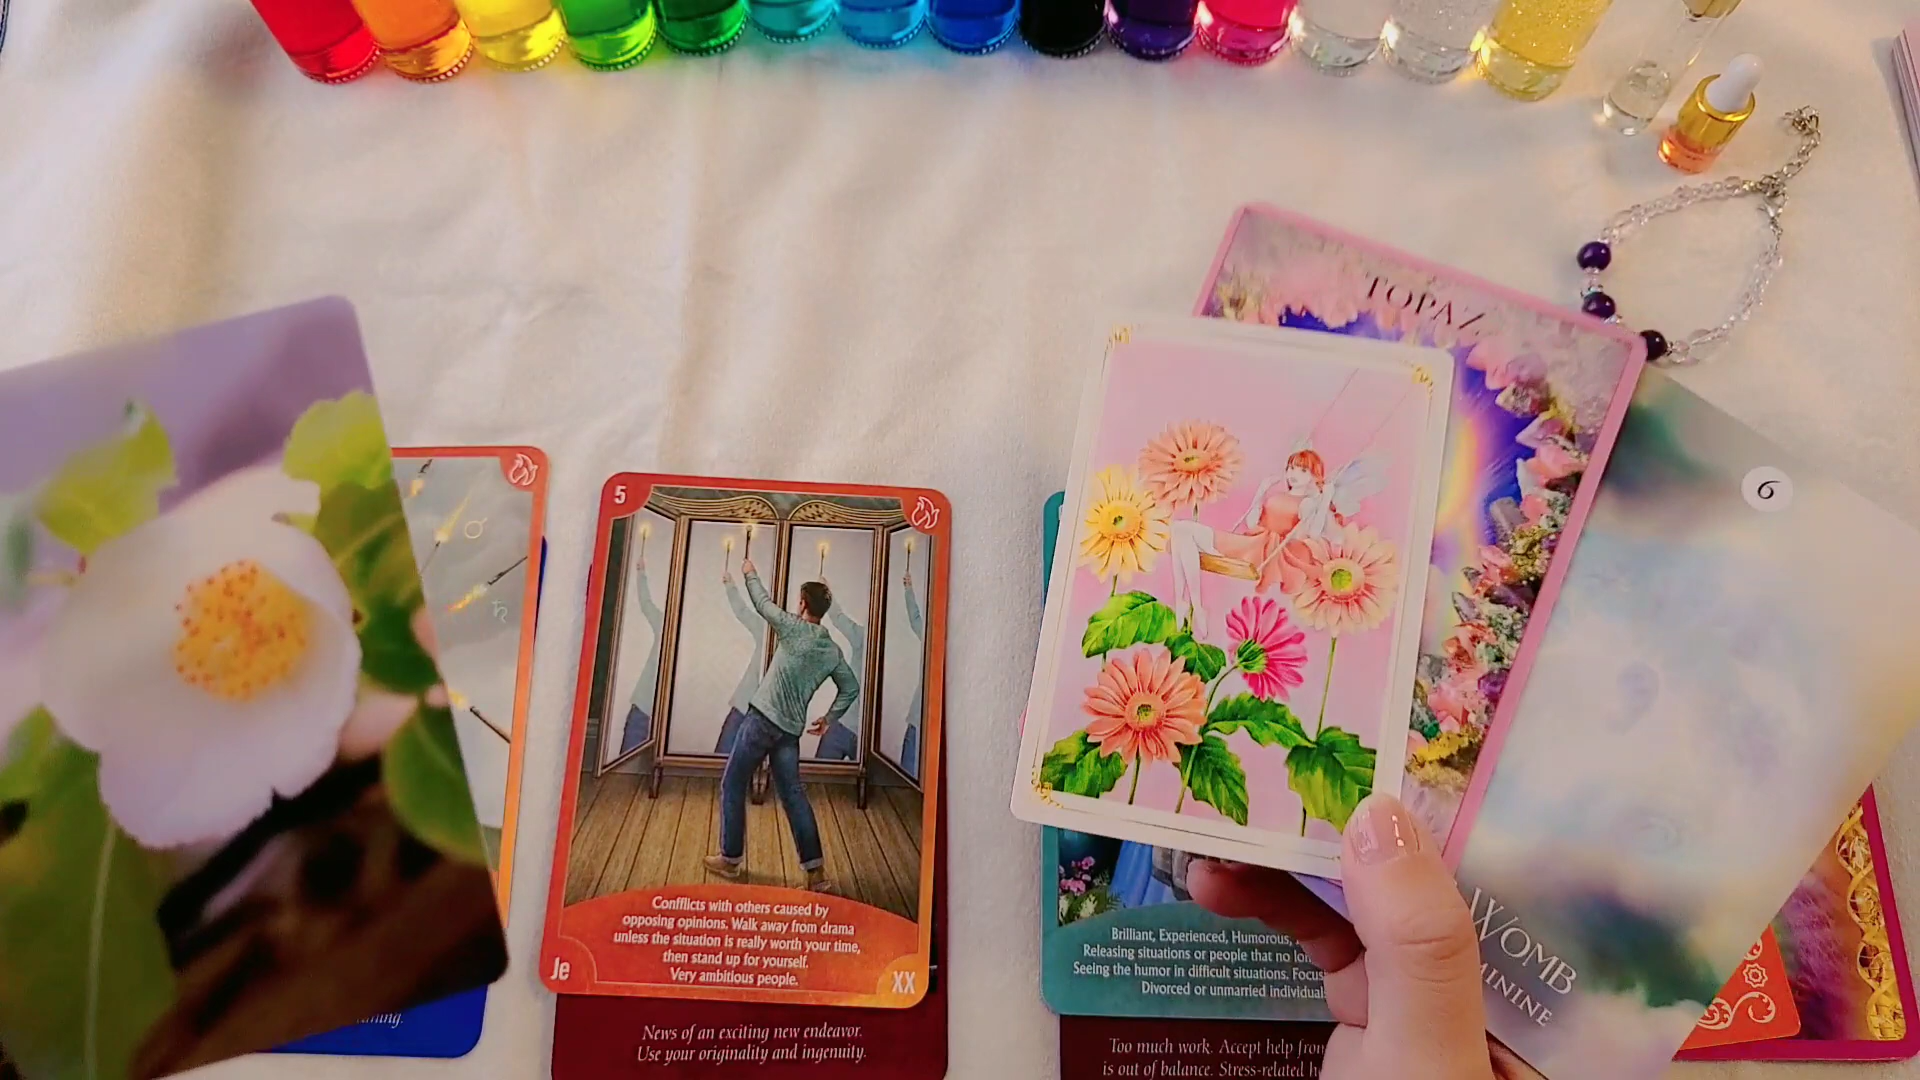 TOPAZ
6
5
Confflicts with others caused by
opposing opinions. Walk away from drama
unless the situation is really worth your time,
then stand up for yourself.
Very ambitious people.
Je
XX
News of an exciting new endeavor.
Use your originality and ingenuity.
Brilliant, Experienced, Humorous,
Releasing situations or people that no
Seeing the humor in difficult situations.
Divorced or unmarried individual
Too much work. Accept help from
is out of balance. Stress-related
WOMB